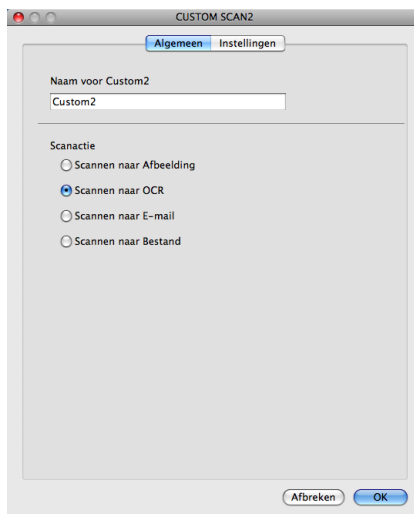 CUSTOM SCAN2
Algemeen Instellingen
Naam voor Custom2
Custom2
Scanactie
Scannen naar Afbeelding
Scannen naar OCR
Scannen naar E-mail
Scannen naar Bestand
Afbreken OK